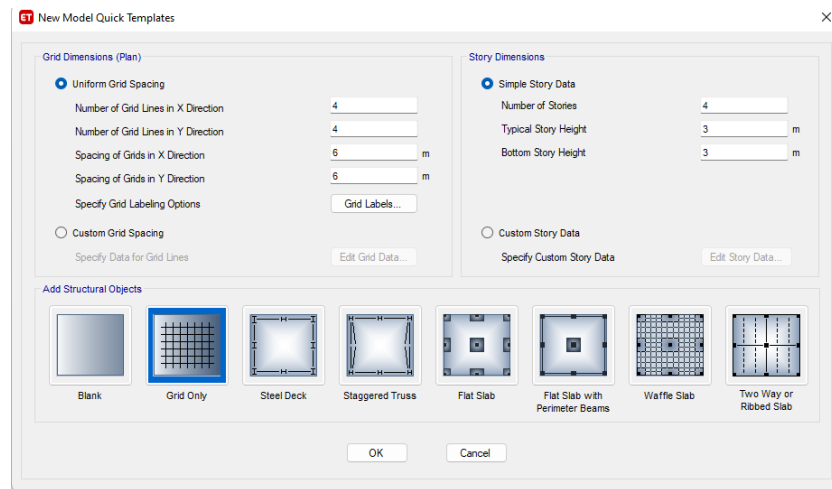 ET New Model Quick Templates
Grid Dimensions (Plan)
Uniform Grid Spacing
Number of Grid Lines in X Direction 4
Number of Grid Lines in Y Direction 4
Spacing of Grids in X Direction 6 m
Spacing of Grids in Y Direction 6 m
Specify Grid Labeling Options Grid Labels...
Custom Grid Spacing
Specify Data for Grid Lines Edit Grid Data...
Story Dimensions
Simple Story Data
Number of Stories 4
Typical Story Height 3 m
Bottom Story Height 3 m
Custom Story Data
Specify Custom Story Data Edit Story Data...
Add Structural Objects
Blank
Grid Only
Steel Deck
Staggered Truss
Flat Slab
Flat Slab with
Perimeter Beams
Waffle Slab
Two Way or
Ribbed Slab
OK Cancel